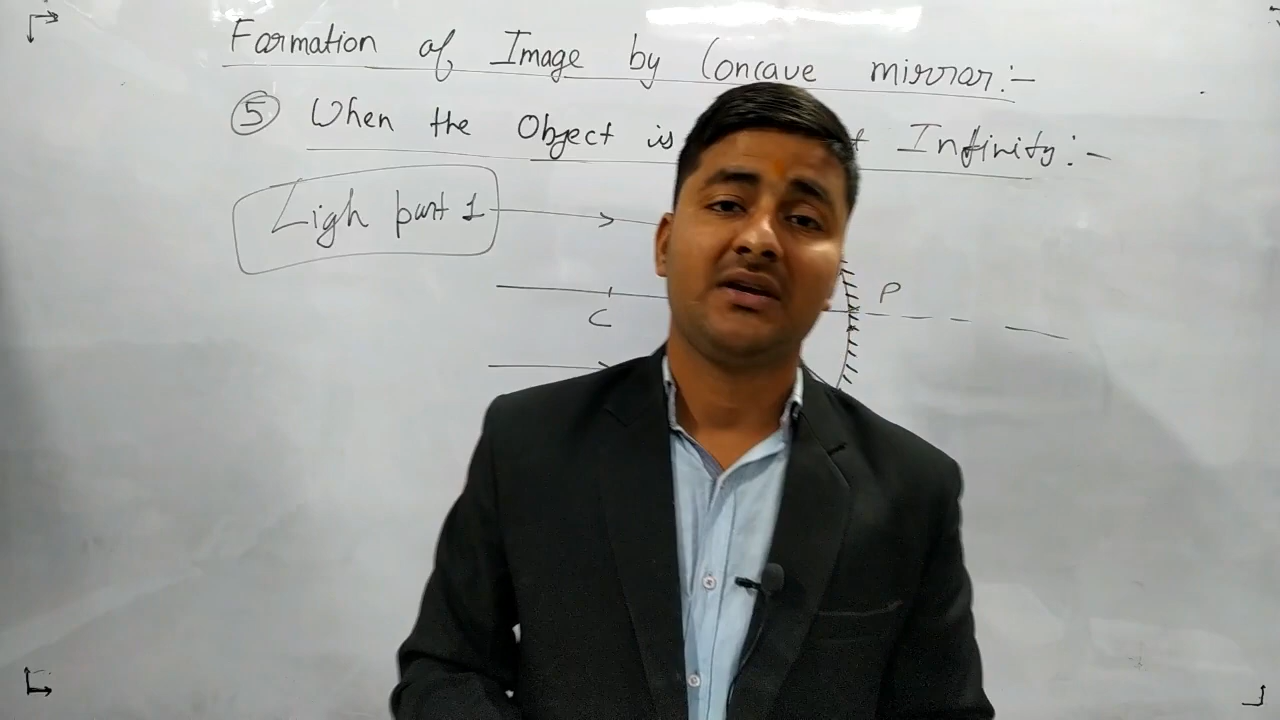 Formation of Image by Concave mirror:-
5 When the Object is Infinity:-
Ligh part 1
P
C